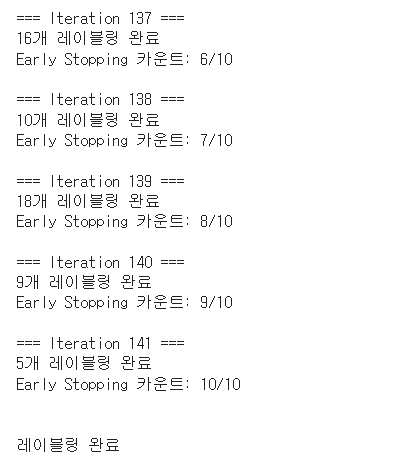 === Iteration 137 ===
16개 레이블링 완료
Early Stopping 카운트: 6/10
=== Iteration 138 ===
10개 레이블링 완료
Early Stopping 카운트: 7/10
=== Iteration 139 ===
18개 레이블링 완료
Early Stopping 카운트: 8/10
=== Iteration 140 ===
9개 레이블링 완료
Early Stopping 카운트: 9/10
=== Iteration 141 ===
5개 레이블링 완료
Early Stopping 카운트: 10/10
레이블링 완료